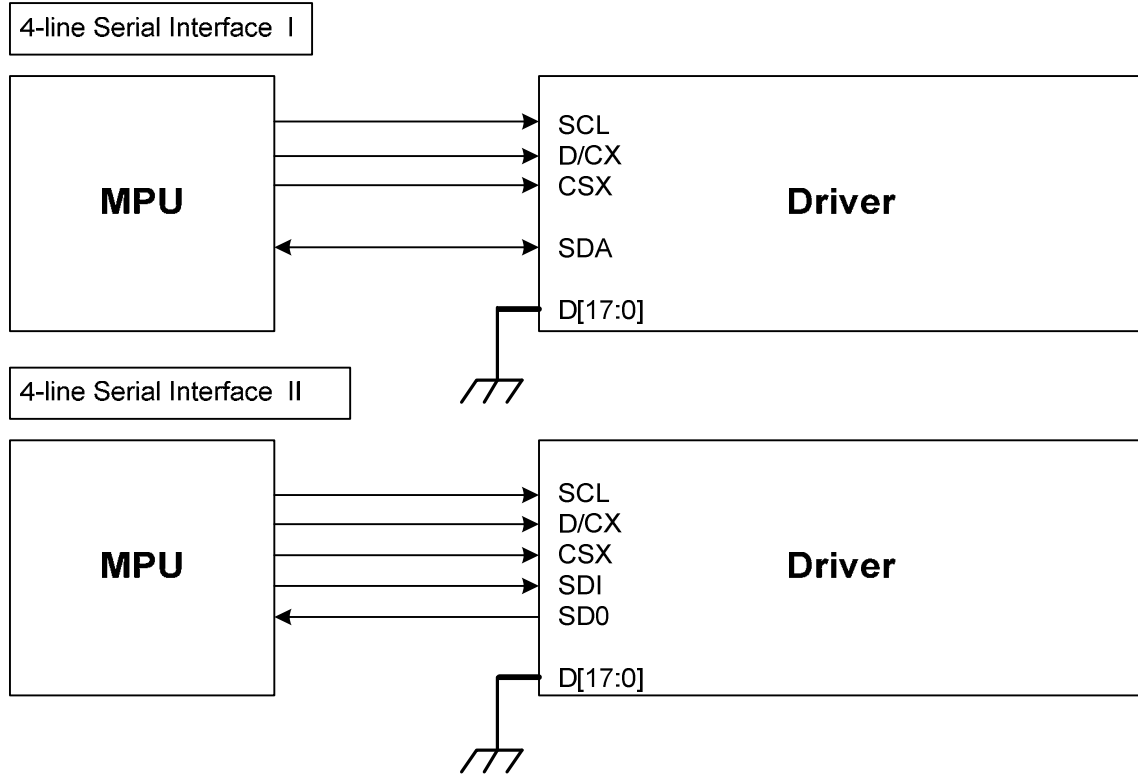 4-line Serial Interface I
MPU
SCL
D/CX
CSX
SDA
D[17:0]
Driver
4-line Serial Interface II
MPU
SCL
D/CX
CSX
SDI
SD0
D[17:0]
Driver